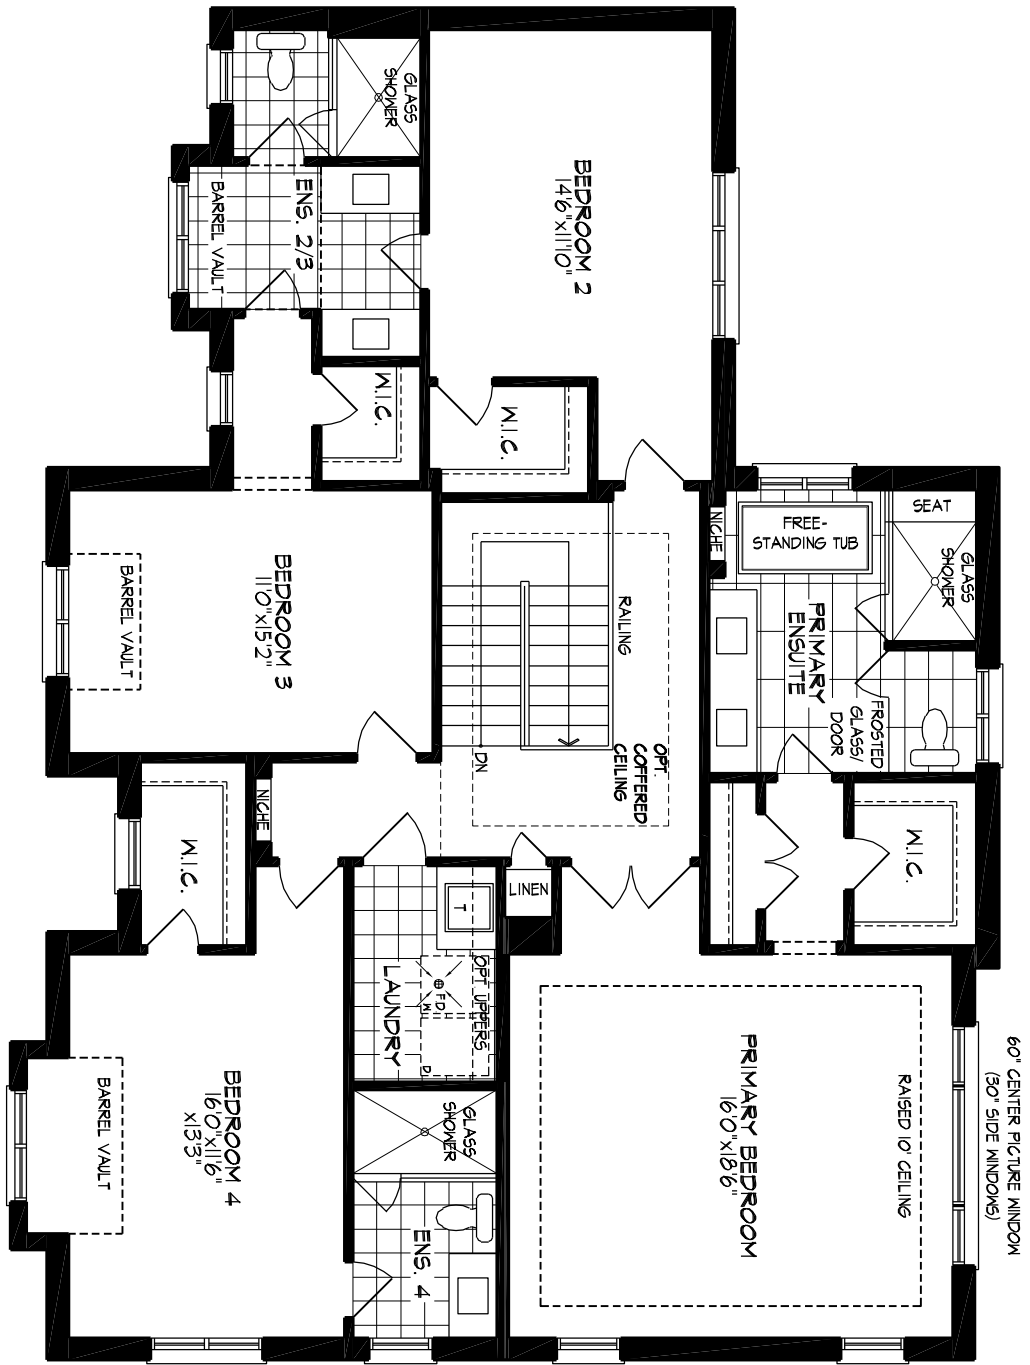 GLASS
SHOWER
BEDROOM 2
14'6"x11'10"
ENS. 2/3
BARREL VAULT
W.I.C.
W.I.C.
SEAT
FREE-
STANDING TUB
NICHE
GLASS
SHOWER
PRIMARY
ENSUITE
FROSTED
GLASS/
DOOR
BEDROOM 3
11'0"x15'2"
BARREL VAULT
RAILING
DN
OPT.
COFFERED
CEILING
NICHE
W.I.C.
W.I.C.
LINEN
T
OPT. UPPERS
LAUNDRY
FD
W
D
PRIMARY BEDROOM
16'0"x18'6"
RAISED 10' CEILING
60" CENTER PICTURE WINDOW
(30" SIDE WINDOWS)
BEDROOM 4
16'0"x11'6"
x13'3"
BARREL VAULT
GLASS
SHOWER
ENS. 4